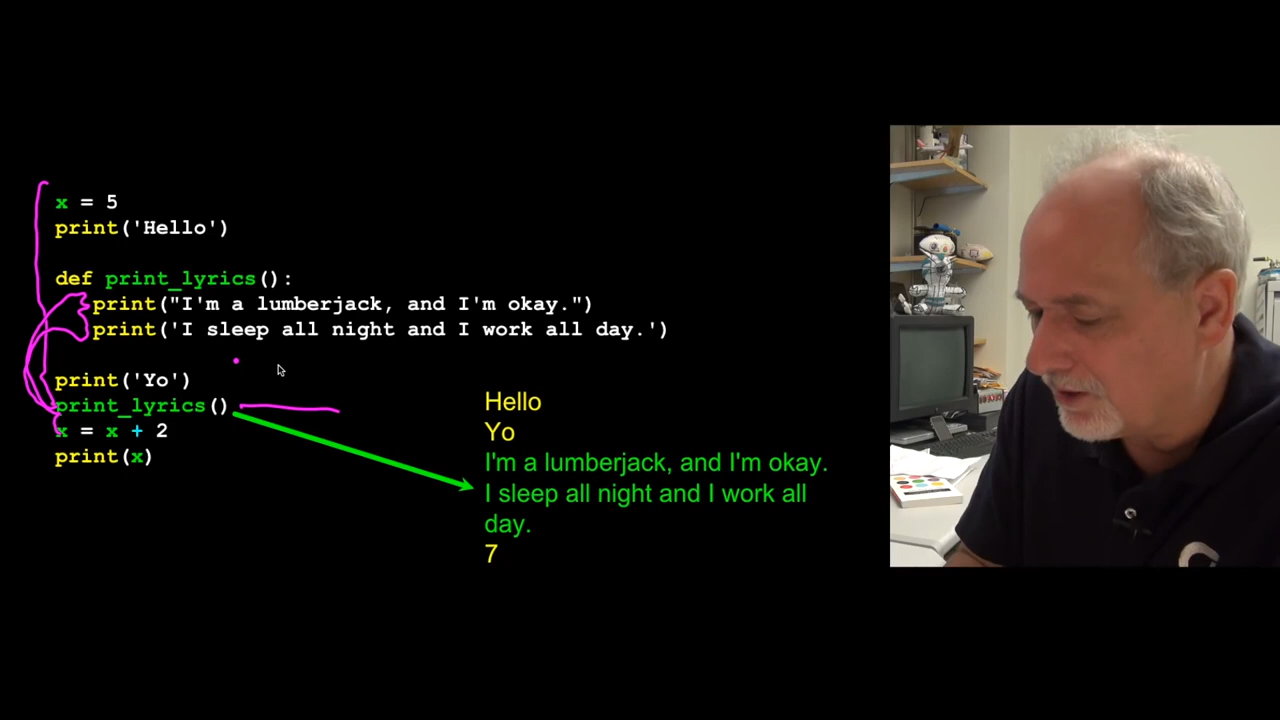 x = 5
print('Hello')
def print_lyrics():
print("I'm a lumberjack, and I'm okay.")
print('I sleep all night and I work all day.')
print('Yo')
print_lyrics()
x = x + 2
print(x)
Hello
Yo
I'm a lumberjack, and I'm okay.
I sleep all night and I work all
day.
7